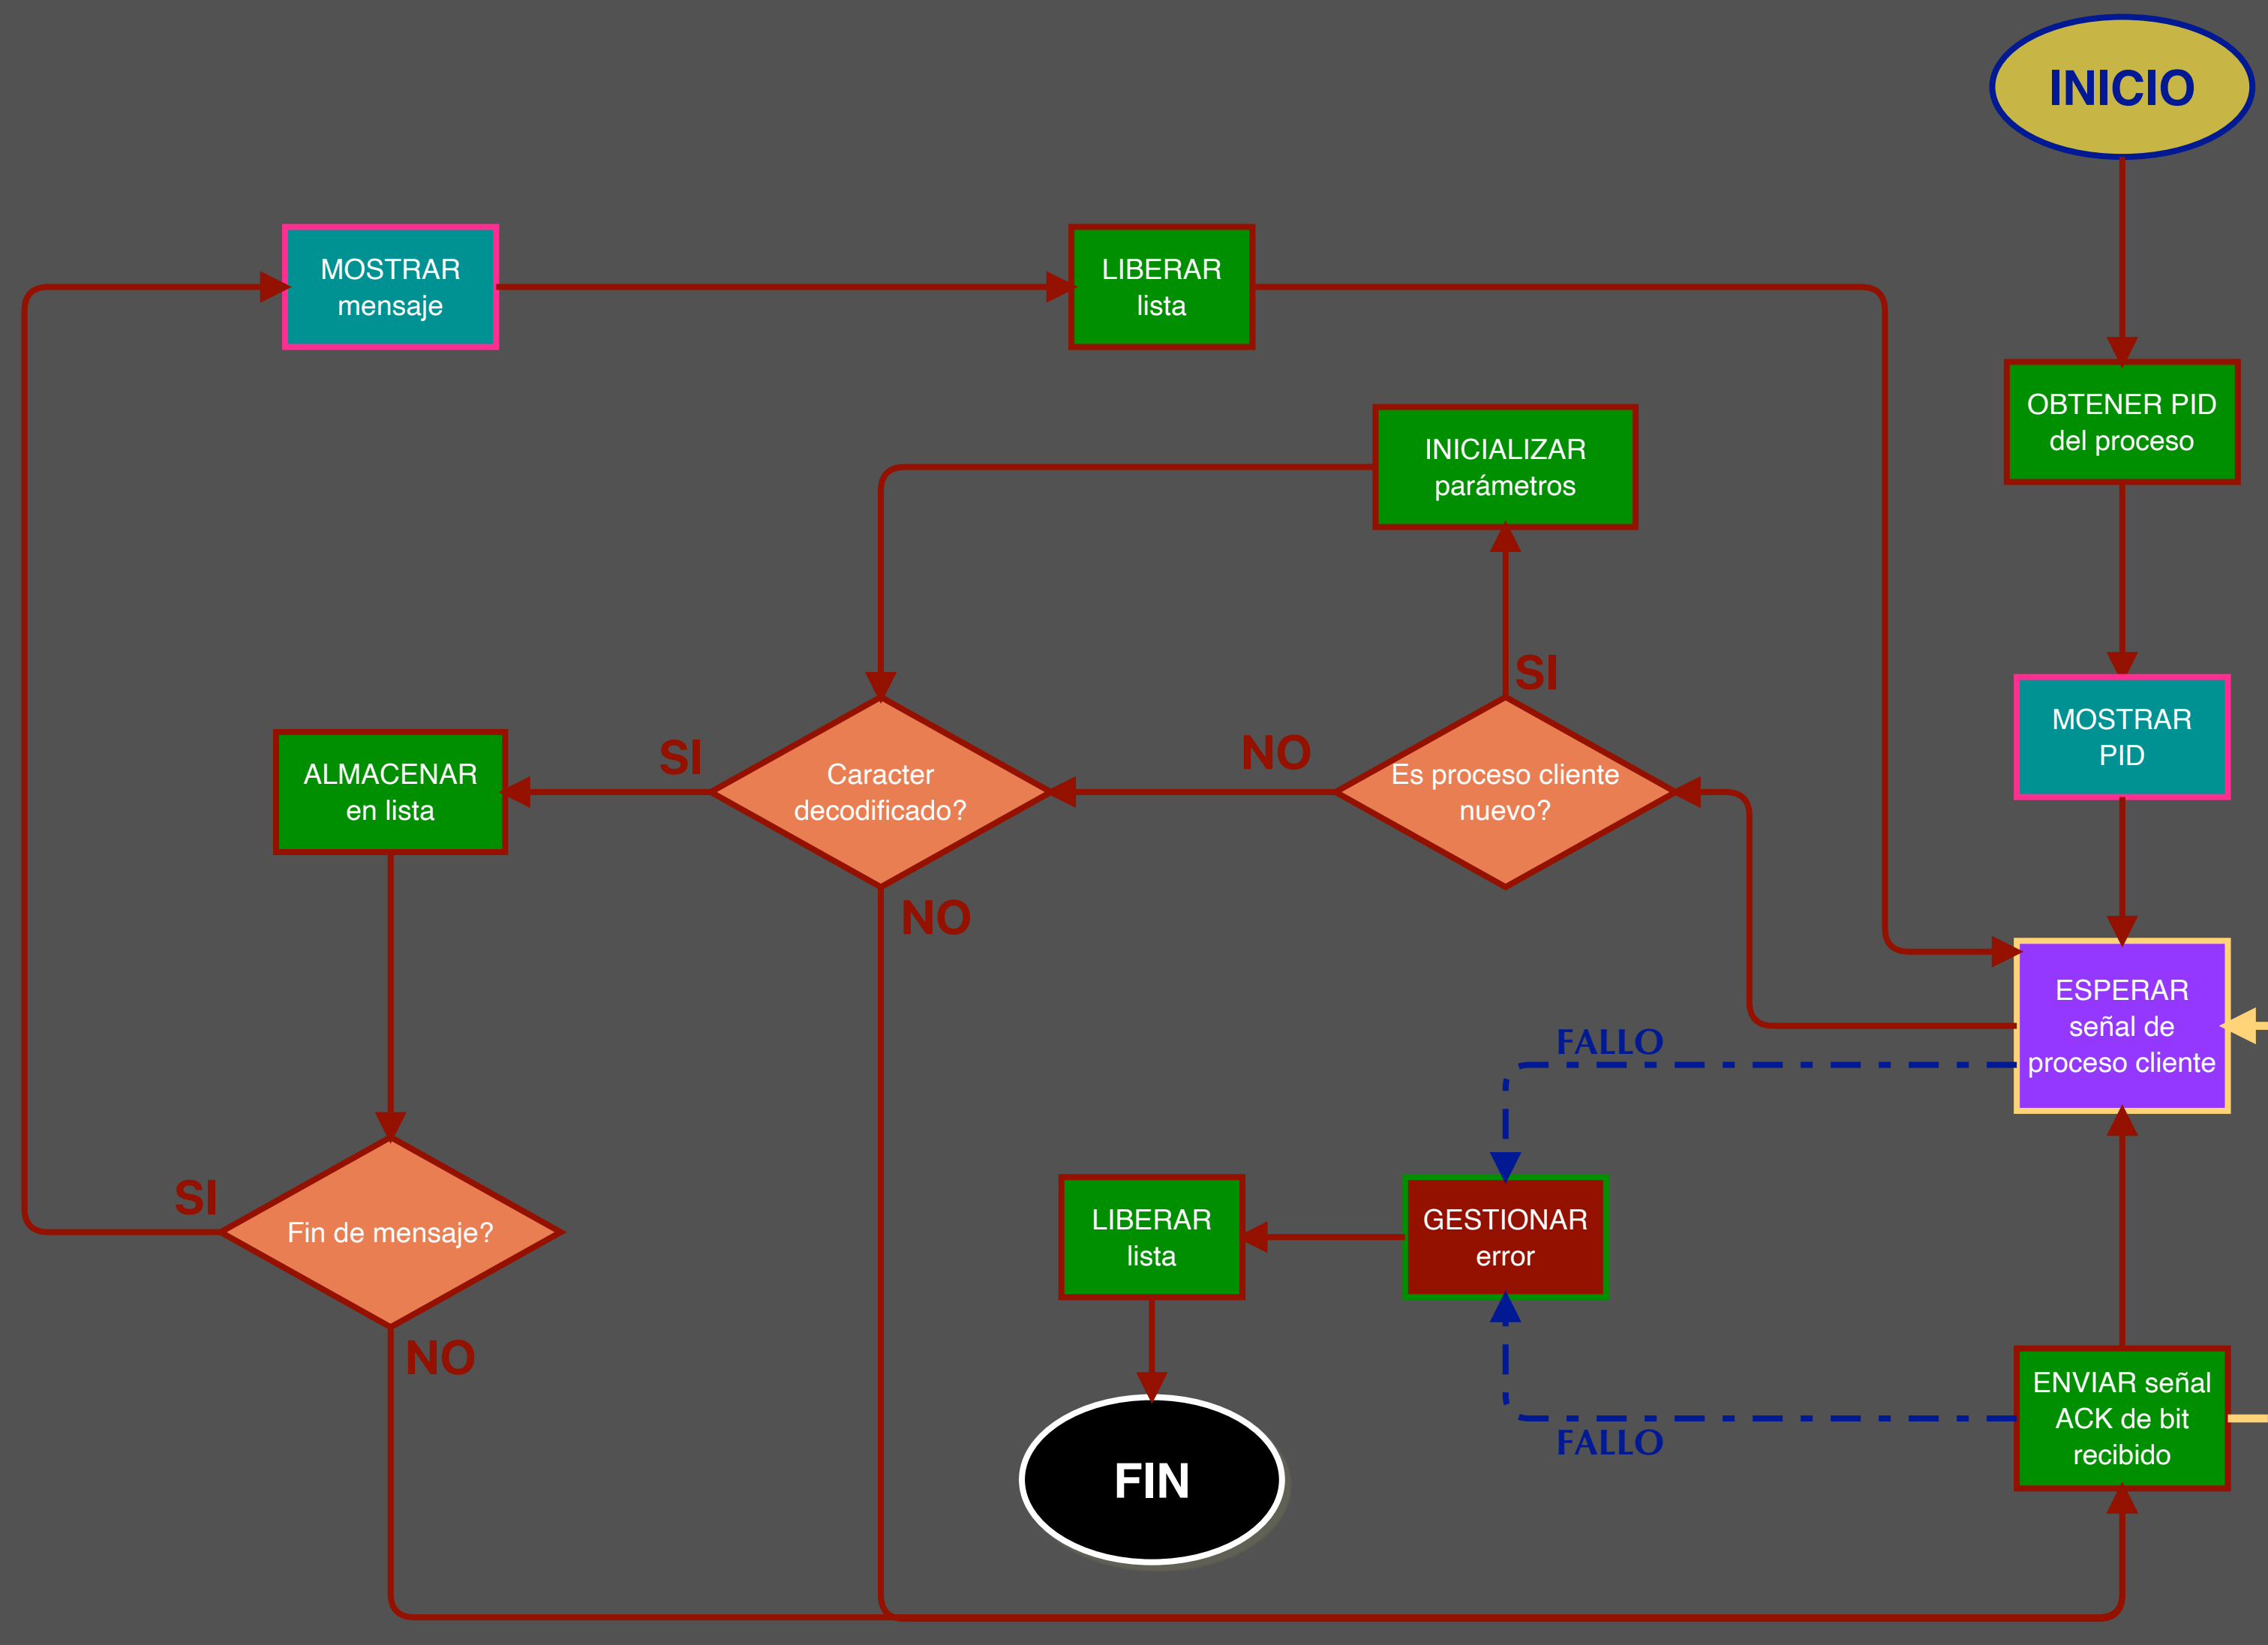 INICIO
MOSTRAR
mensaje
LIBERAR
lista
OBTENER PID
del proceso
INICIALIZAR
parámetros
SI
MOSTRAR
PID
ALMACENAR
en lista
SI
Caracter
decodificado?
NO
Es proceso cliente
nuevo?
NO
ESPERAR
señal de
proceso cliente
FALLO
SI
Fin de mensaje?
NO
LIBERAR
lista
GESTIONAR
error
FALLO
ENVIAR señal
ACK de bit
recibido
FIN